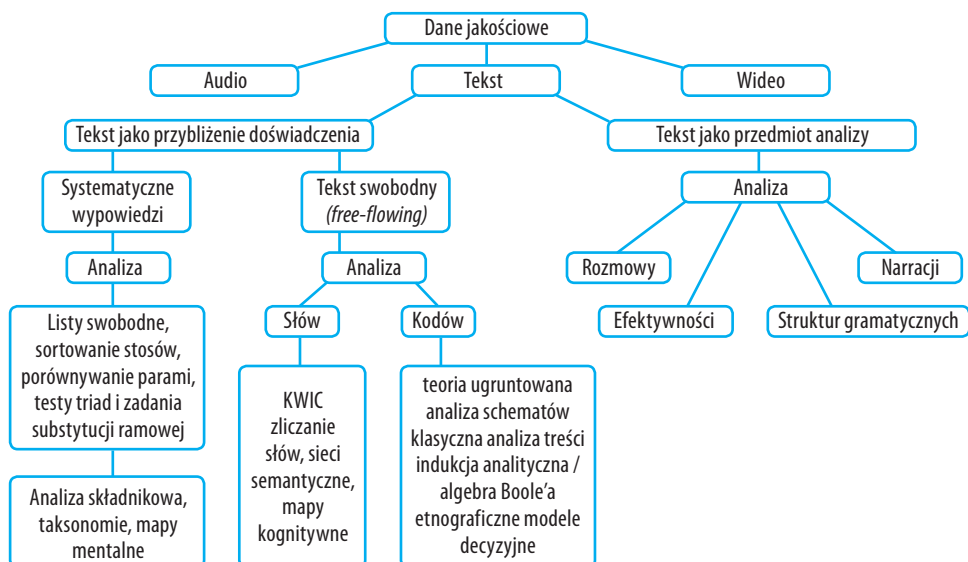 Dane jakościowe
Audio
Tekst
Wideo
Tekst jako przybliżenie doświadczenia
Tekst jako przedmiot analizy
Systematyczne
wypowiedzi
Tekst swobodny
(free-flowing)
Analiza
Analiza
Analiza
Rozmowy
Narracji
Efektywności
Struktur gramatycznych
Słów
Kodów
Listy swobodne,
sortowanie stosów,
porównywanie parami,
testy triad i zadania
substytucji ramowej
KWIC
zliczanie
słów, sieci
semantyczne,
mapy
kognitywne
teoria ugruntowana
analiza schematów
klasyczna analiza treści
indukcja analityczna /
algebra Boole’a
etnograficzne modele
decyzyjne
Analiza składnikowa,
taksonomie, mapy
mentalne